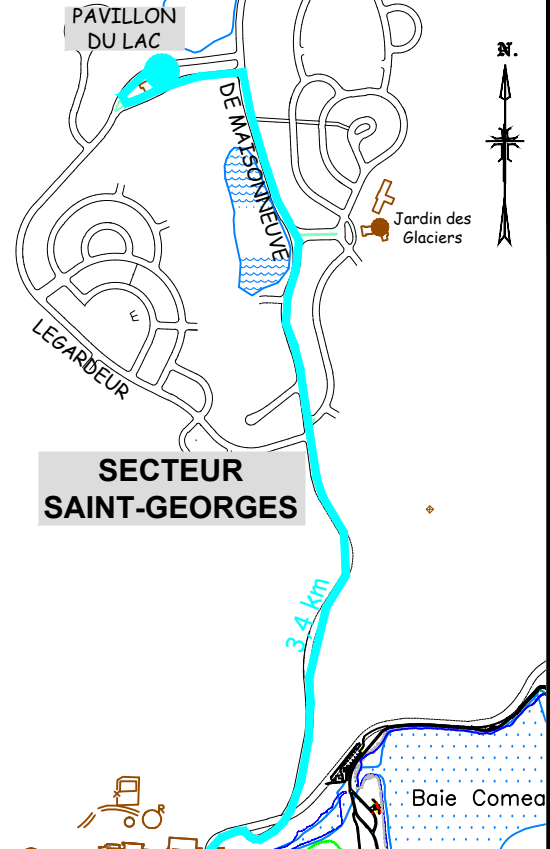 PAVILLON
DU LAC
N.
DE MAISONNEUVE
Jardin des
Glaciers
LEGARDEUR
SECTEUR
SAINT-GEORGES
3,4 km
Baie Comea